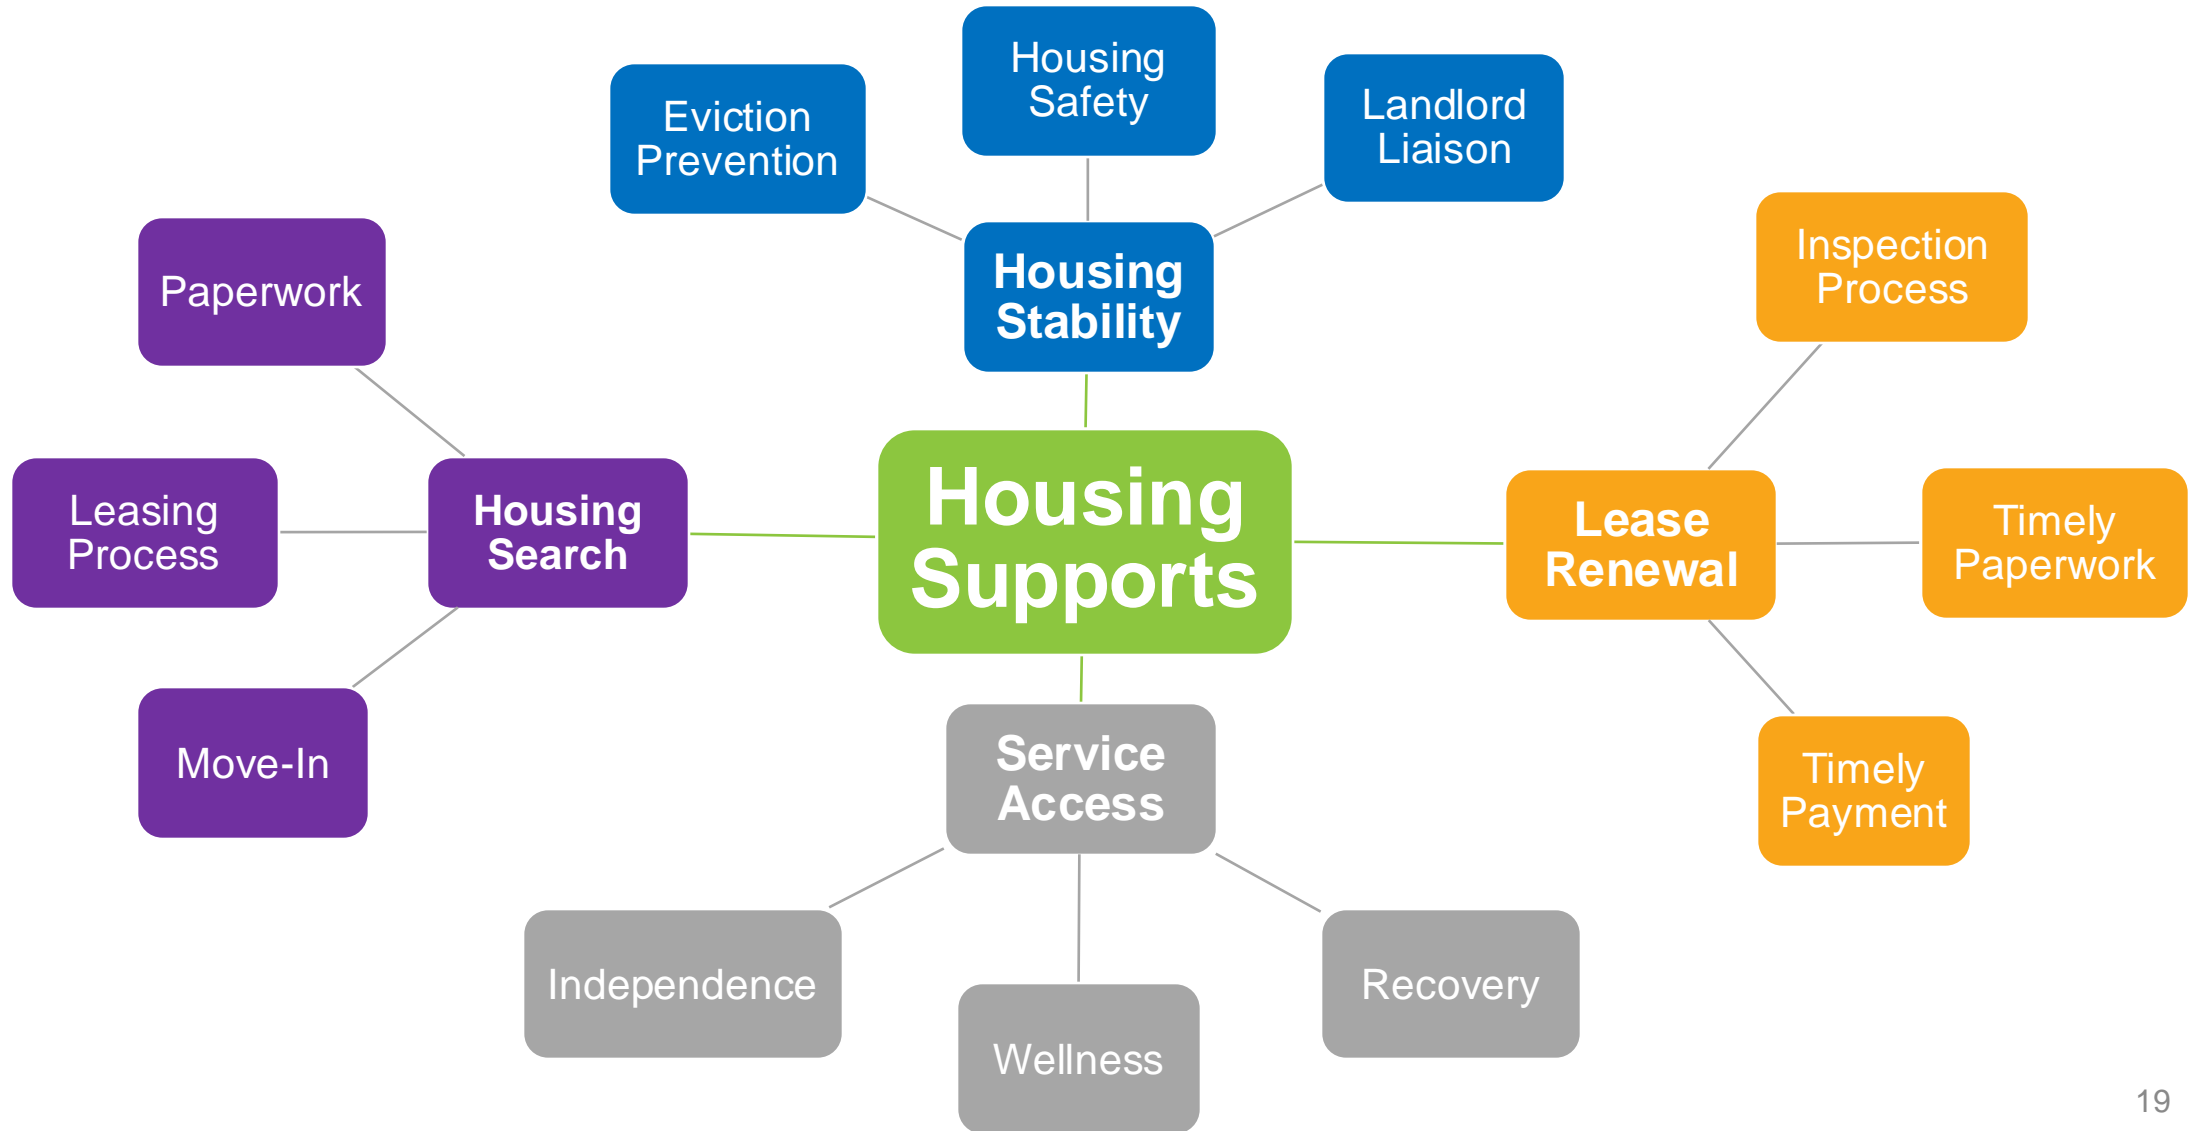 Housing
Safety
Eviction
Prevention
Landlord
Liaison
Housing
Stability
Inspection
Process
Paperwork
Leasing
Process
Housing
Search
Housing
Supports
Lease
Renewal
Timely
Paperwork
Move-In
Service
Access
Timely
Payment
Independence
Wellness
Recovery
19